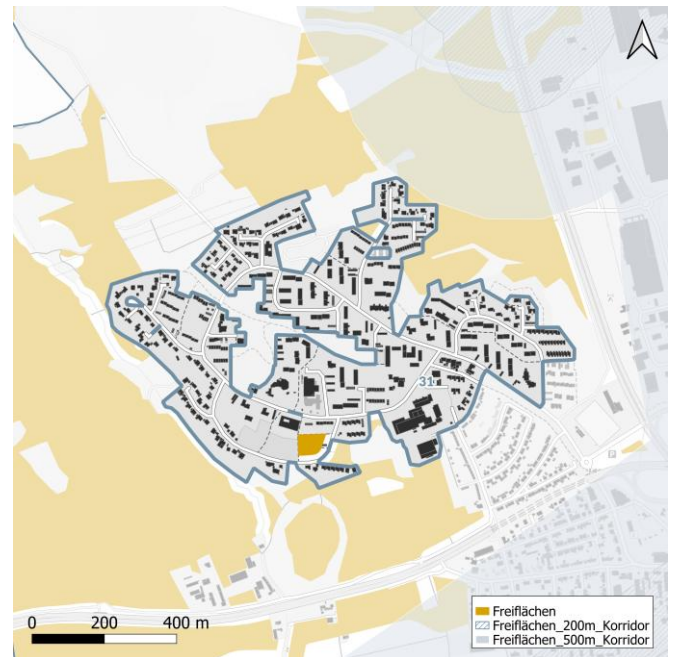 31
P
0 200 400 m
Freiflächen
Freiflächen_200m_Korridor
Freiflächen_500m_Korridor